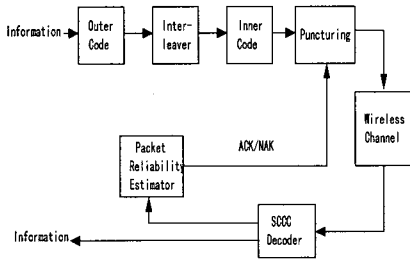 Information
Outer
Code
Inter-
leaver
Inner
Code
Puncturing
Wireless
Channel
ACK/NAK
Packet
Reliability
Estimator
SCCC
Decoder
Information